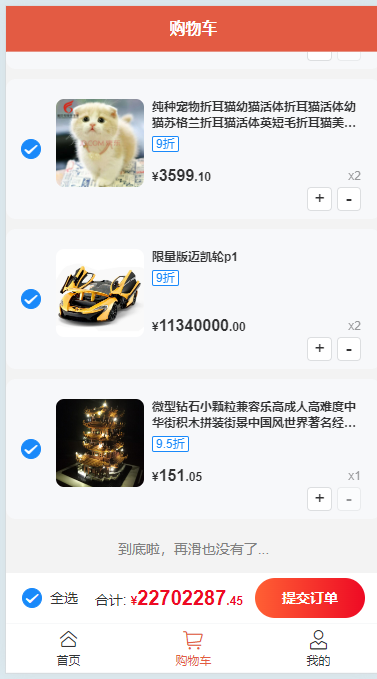 购物车
+ -
纯种宠物折耳猫幼猫活体折耳猫活体幼
猫苏格兰折耳猫活体英短毛折耳猫美...
9折
¥3599.10
x2
+ -
限量版迈凯轮p1
9折
¥11340000.00
x2
+ -
微型钻石小颗粒兼容乐高成人高难度中
华街积木拼装街景中国风世界著名经...
9.5折
¥151.05
x1
+ -
到底啦，再滑也没有了...
全选 合计: ¥22702287.45 提交订单
首页 购物车 我的